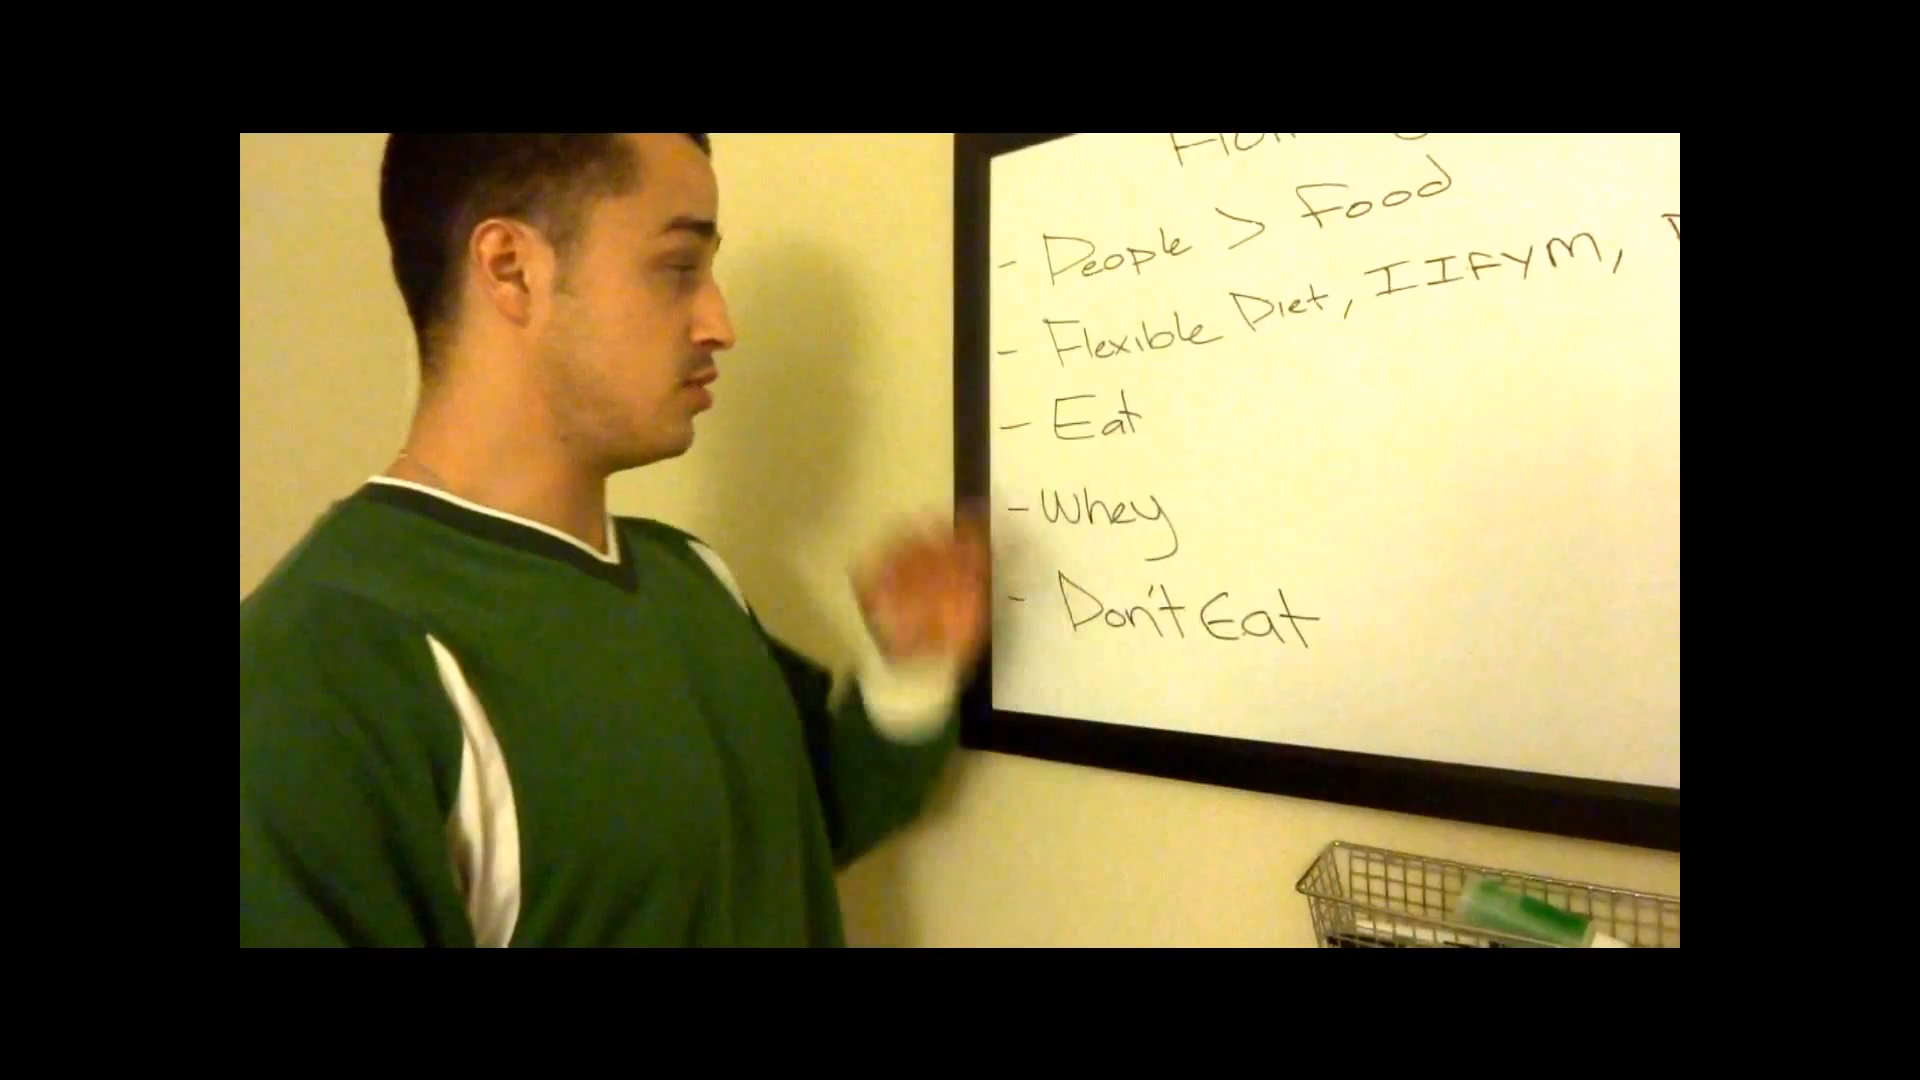 - People > Food
- Flexible Diet, IIFYM,
- Eat
- Whey
- Don't Eat